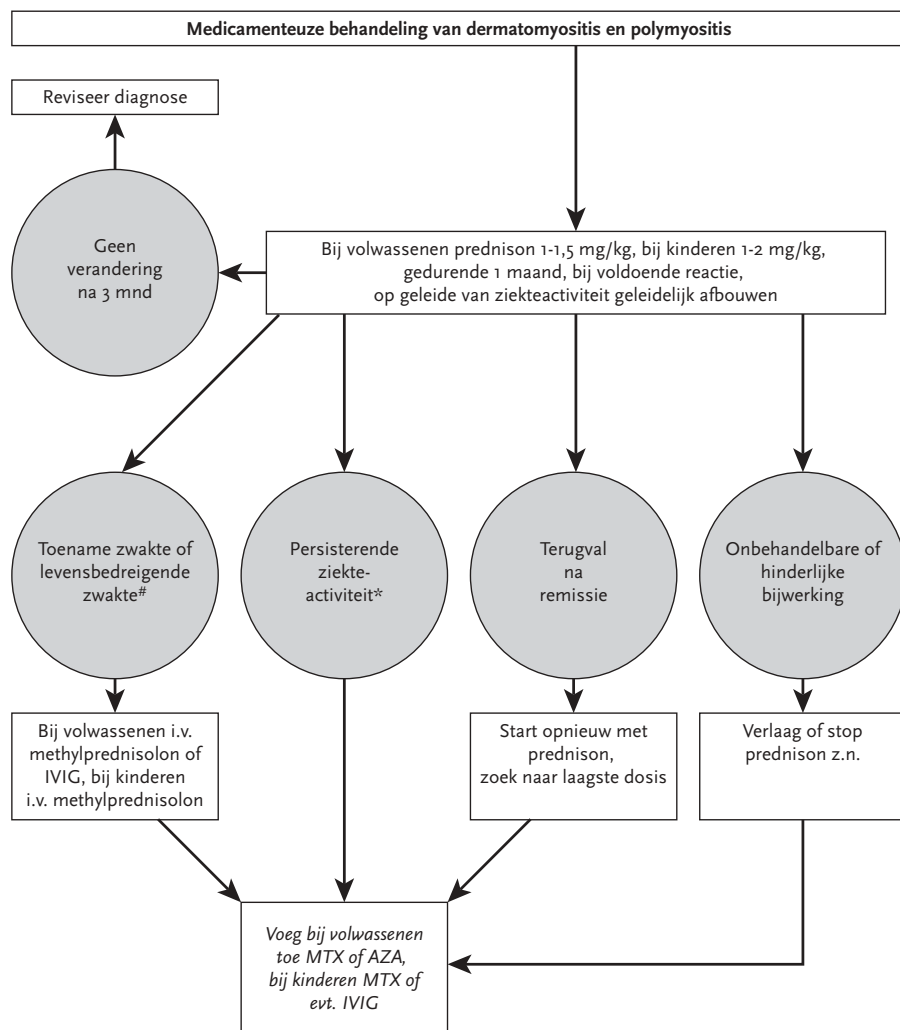 Medicamenteuze behandeling van dermatomyositis en polymyositis
Reviseer diagnose
Geen
verandering
na 3 mnd
Bij volwassenen prednison 1-1,5 mg/kg, bij kinderen 1-2 mg/kg,
gedurende 1 maand, bij voldoende reactie,
op geleide van ziekteactiviteit geleidelijk afbouwen
Toename zwakte of
levensbedreigende
zwakte#
Persisterende
ziekte-
activiteit*
Terugval
na
remissie
Onbehandelbare of
hinderlijke
bijwerking
Bij volwassenen i.v.
methylprednisolon of
IVIG, bij kinderen
i.v. methylprednisolon
Start opnieuw met
prednison,
zoek naar laagste dosis
Verlaag of stop
prednison z.n.
Voeg bij volwassenen
toe MTX of AZA,
bij kinderen MTX of
evt. IVIG